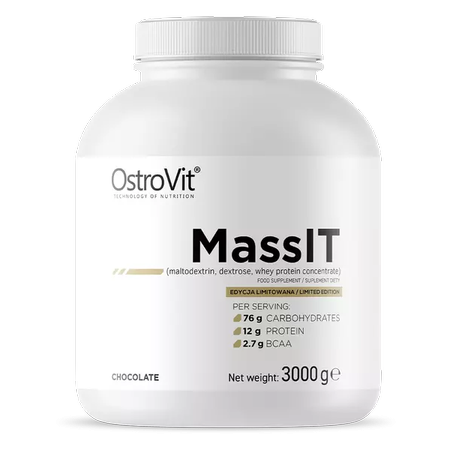 OstroVit®
TECHNOLOGY OF NUTRITION
MassIT
(maltodextrin, dextrose, whey protein concentrate)
FOOD SUPPLEMENT / SUPLEMENT DIETY
EDYCJA LIMITOWANA / LIMITED EDITION
PER SERVING:
76 g CARBOHYDRATES
12 g PROTEIN
2.7 g BCAA
CHOCOLATE
Net weight: 3000 g ℮